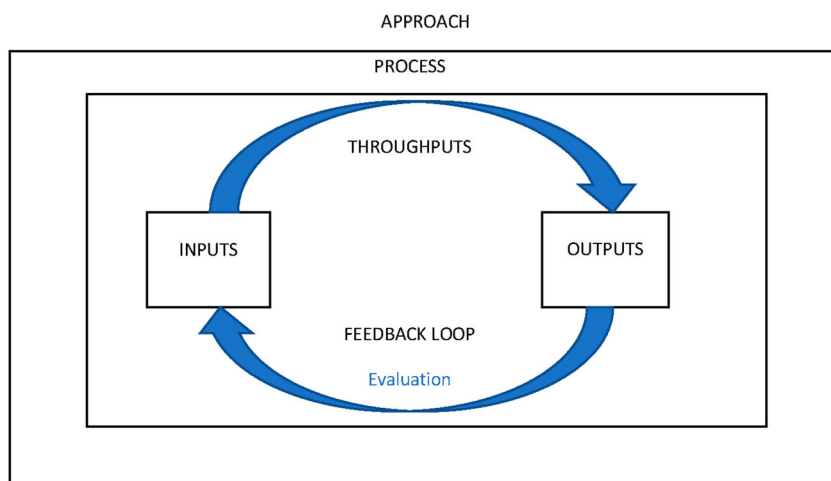 APPROACH
PROCESS
THROUGHPUTS
INPUTS
OUTPUTS
FEEDBACK LOOP
Evaluation